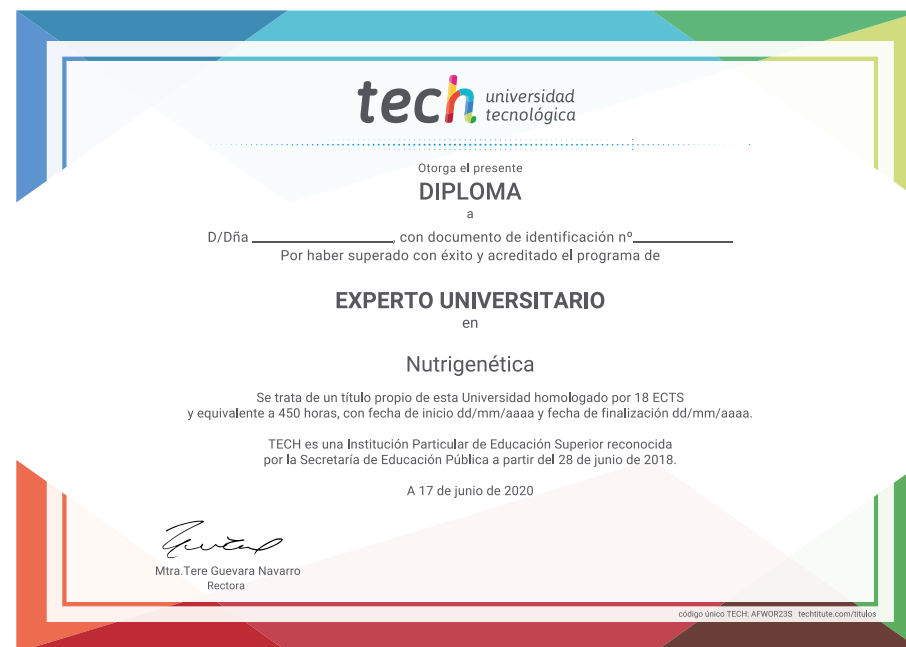 tech universidad
tecnológica
Otorga el presente
DIPLOMA
a
D/Dña ____________________, con documento de identificación nº______________
Por haber superado con éxito y acreditado el programa de
EXPERTO UNIVERSITARIO
en
Nutrigenética
Se trata de un título propio de esta Universidad homologado por 18 ECTS
y equivalente a 450 horas, con fecha de inicio dd/mm/aaaa y fecha de finalización dd/mm/aaaa.
TECH es una Institución Particular de Educación Superior reconocida
por la Secretaría de Educación Pública a partir del 28 de junio de 2018.
A 17 de junio de 2020
Mtra.Tere Guevara Navarro
Rectora
código único TECH: AFWOR23S techtitute.com/titulos